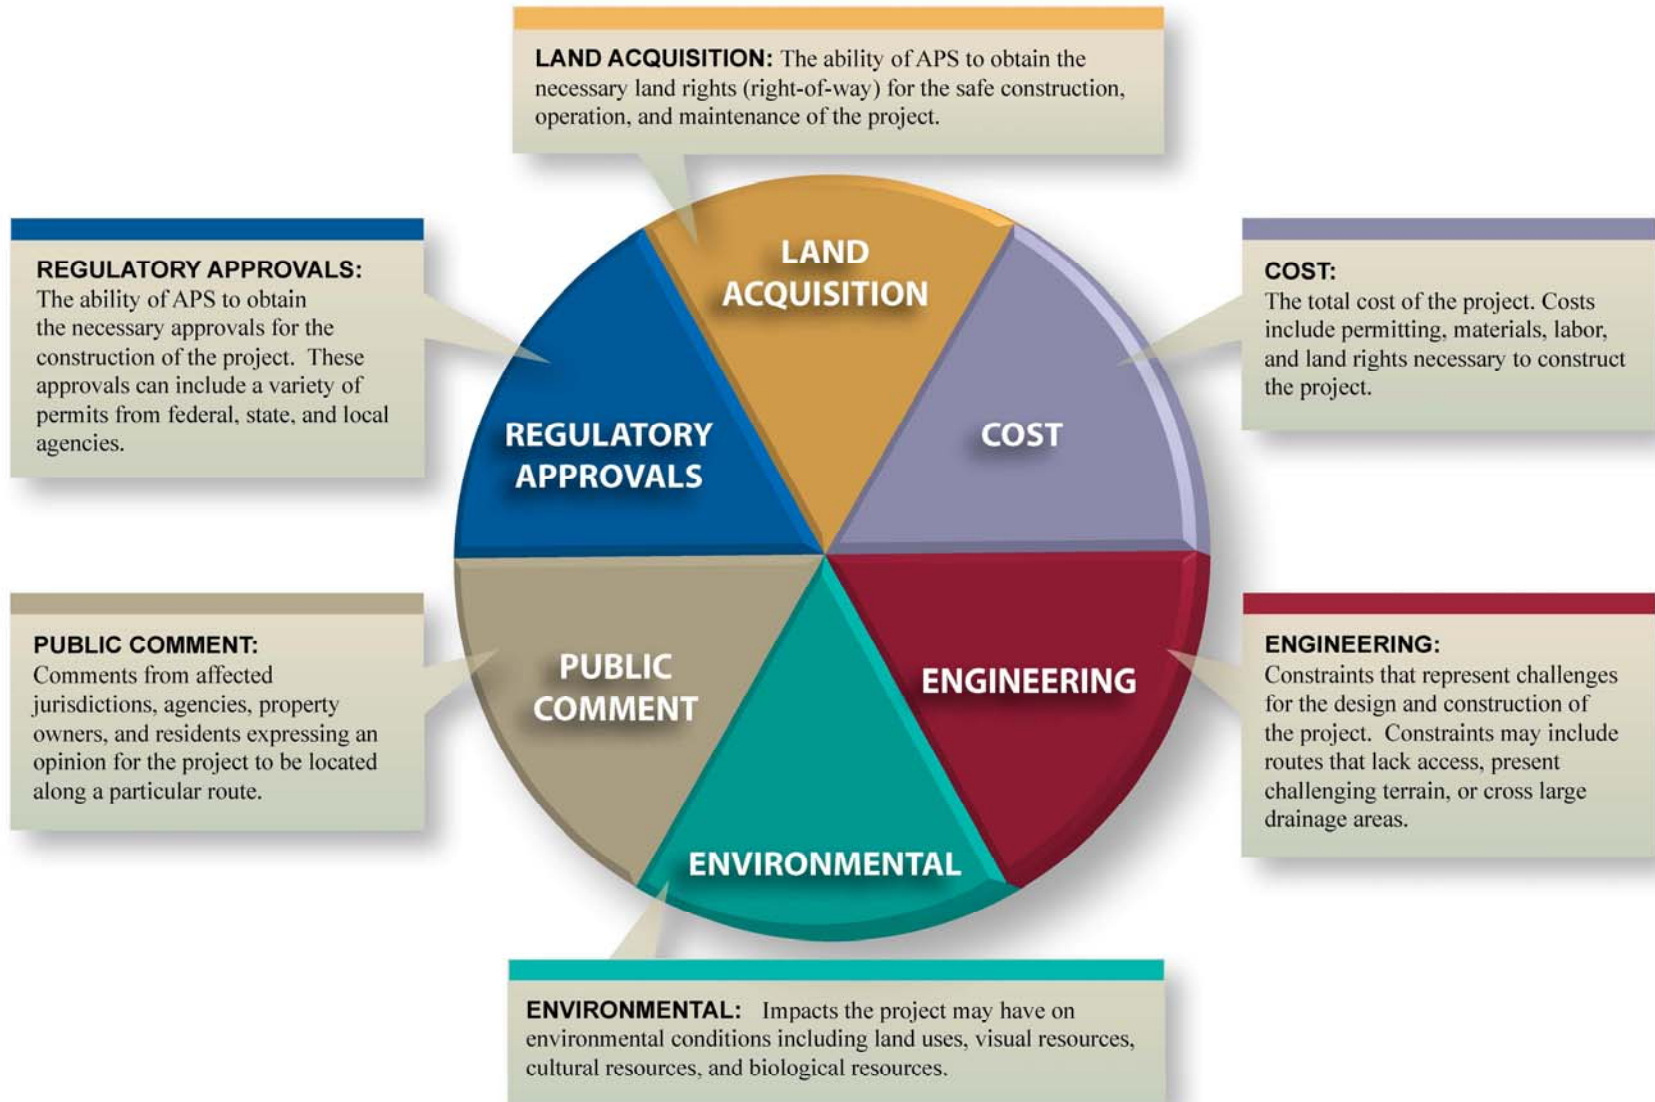 LAND ACQUISITION: The ability of APS to obtain the
necessary land rights (right-of-way) for the safe construction,
operation, and maintenance of the project.
REGULATORY APPROVALS:
The ability of APS to obtain
the necessary approvals for the
construction of the project.  These
approvals can include a variety of
permits from federal, state, and local
agencies.
COST:
The total cost of the project. Costs
include permitting, materials, labor,
and land rights necessary to construct
the project.
LAND
ACQUISITION
REGULATORY
APPROVALS
COST
PUBLIC
COMMENT
ENGINEERING
ENVIRONMENTAL
PUBLIC COMMENT:
Comments from affected
jurisdictions, agencies, property
owners, and residents expressing an
opinion for the project to be located
along a particular route.
ENGINEERING:
Constraints that represent challenges
for the design and construction of
the project.  Constraints may include
routes that lack access, present
challenging terrain, or cross large
drainage areas.
ENVIRONMENTAL:   Impacts the project may have on
environmental conditions including land uses, visual resources,
cultural resources, and biological resources.